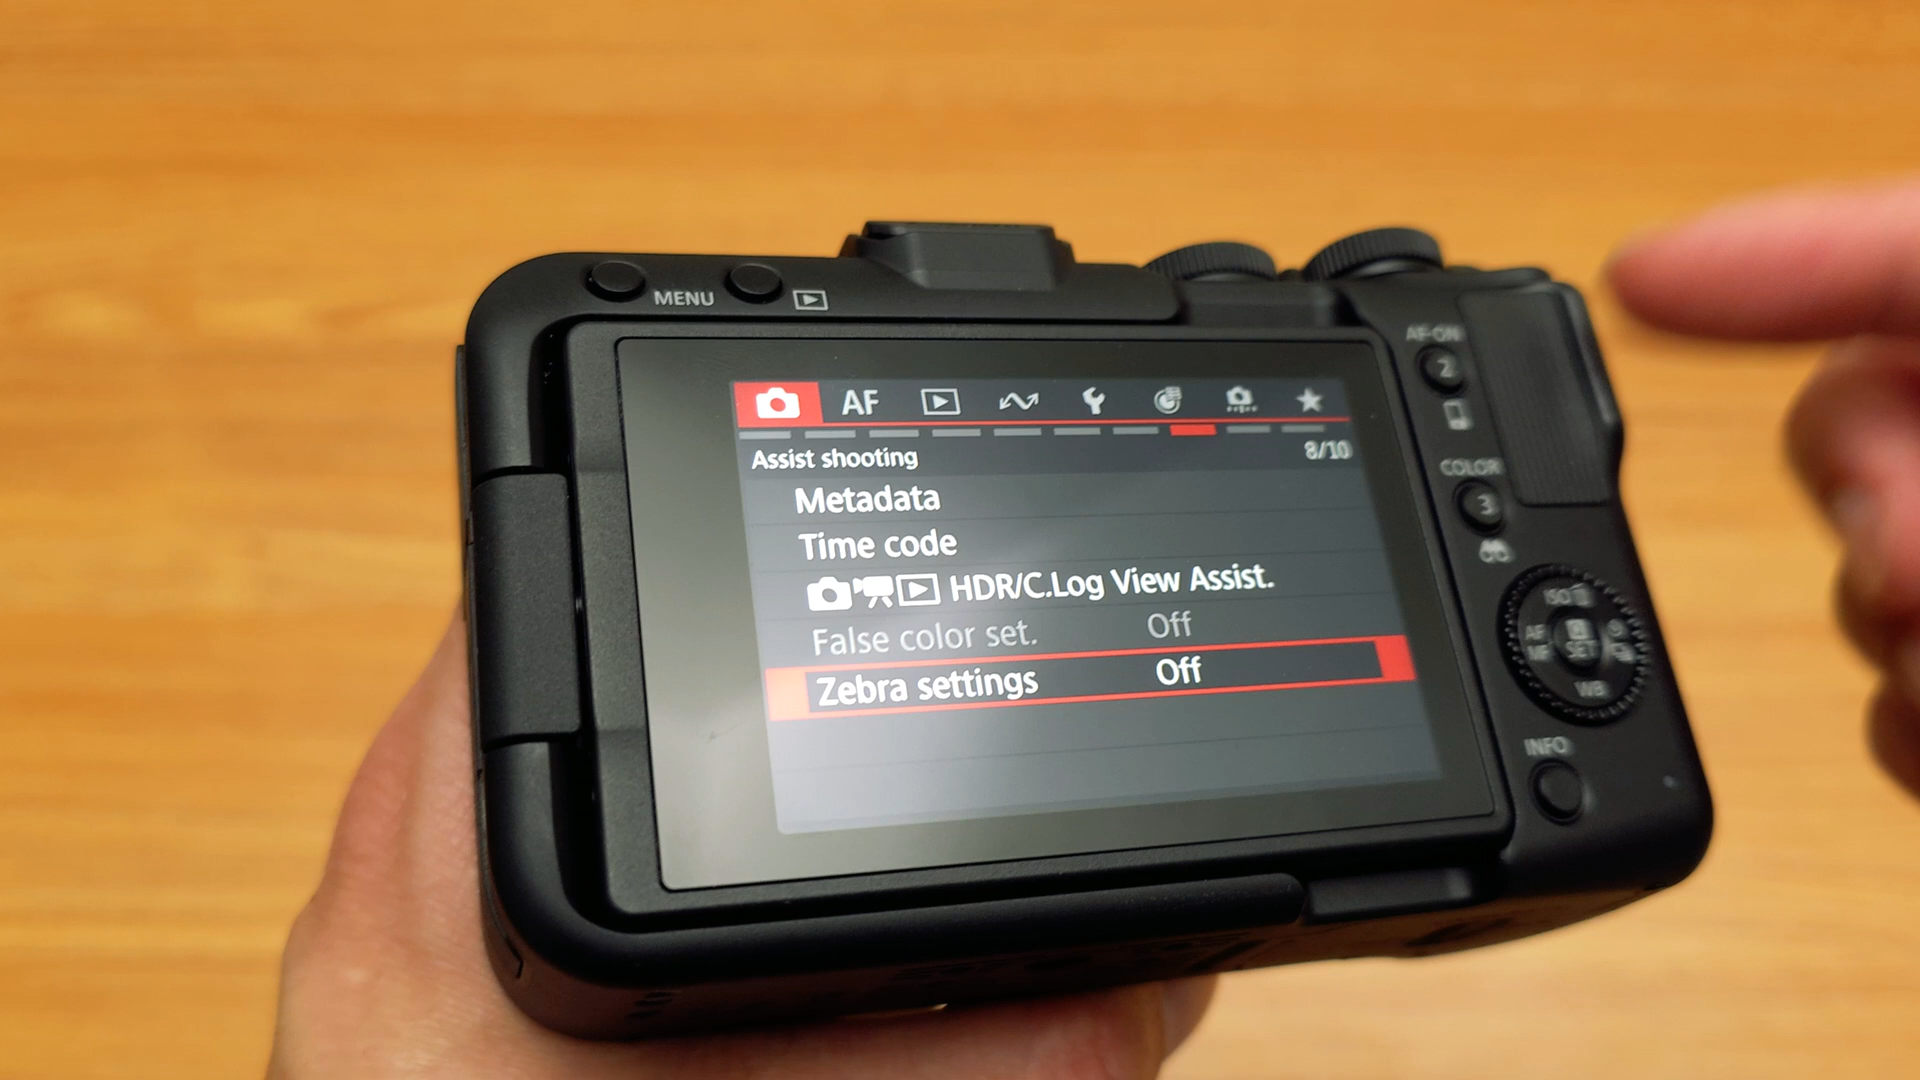 MENU
AF-ON
2
AF
Assist shooting
8/10
Metadata
COLOR
Time code
3
HDR/C.Log View Assist.
False color set. Off
ISO
AF
MF
SET
Zebra settings Off
WB
INFO